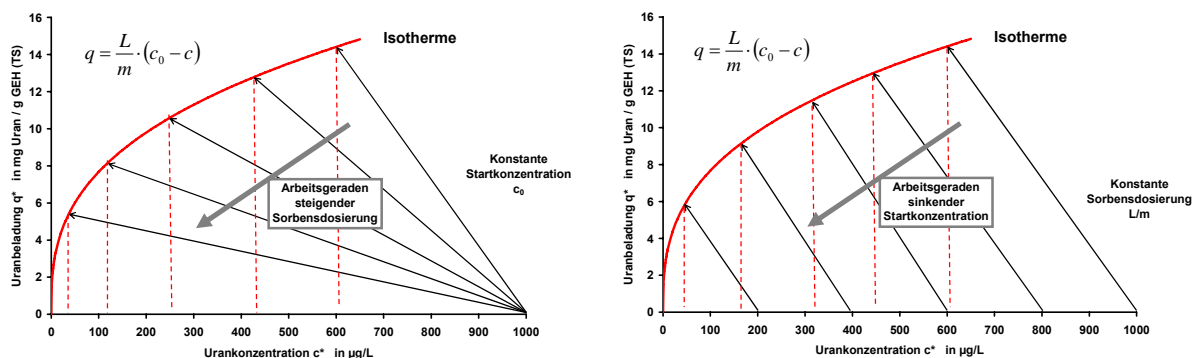 16
14
12
10
8
6
4
2
0
Uranbeladung q* in mg Uran / g GEH (TS)
q = L/m · (c₀ − c)
Isotherme
Konstante
Startkonzentration
c₀
Arbeitsgeraden
steigender
Sorbensdosierung
0 100 200 300 400 500 600 700 800 900 1000
Urankonzentration c* in µg/L
16
14
12
10
8
6
4
2
0
Uranbeladung q* in mg Uran / g GEH (TS)
q = L/m · (c₀ − c)
Isotherme
Konstante
Sorbensdosierung
L/m
Arbeitsgeraden
sinkender
Startkonzentration
0 100 200 300 400 500 600 700 800 900 1000
Urankonzentration c* in µg/L